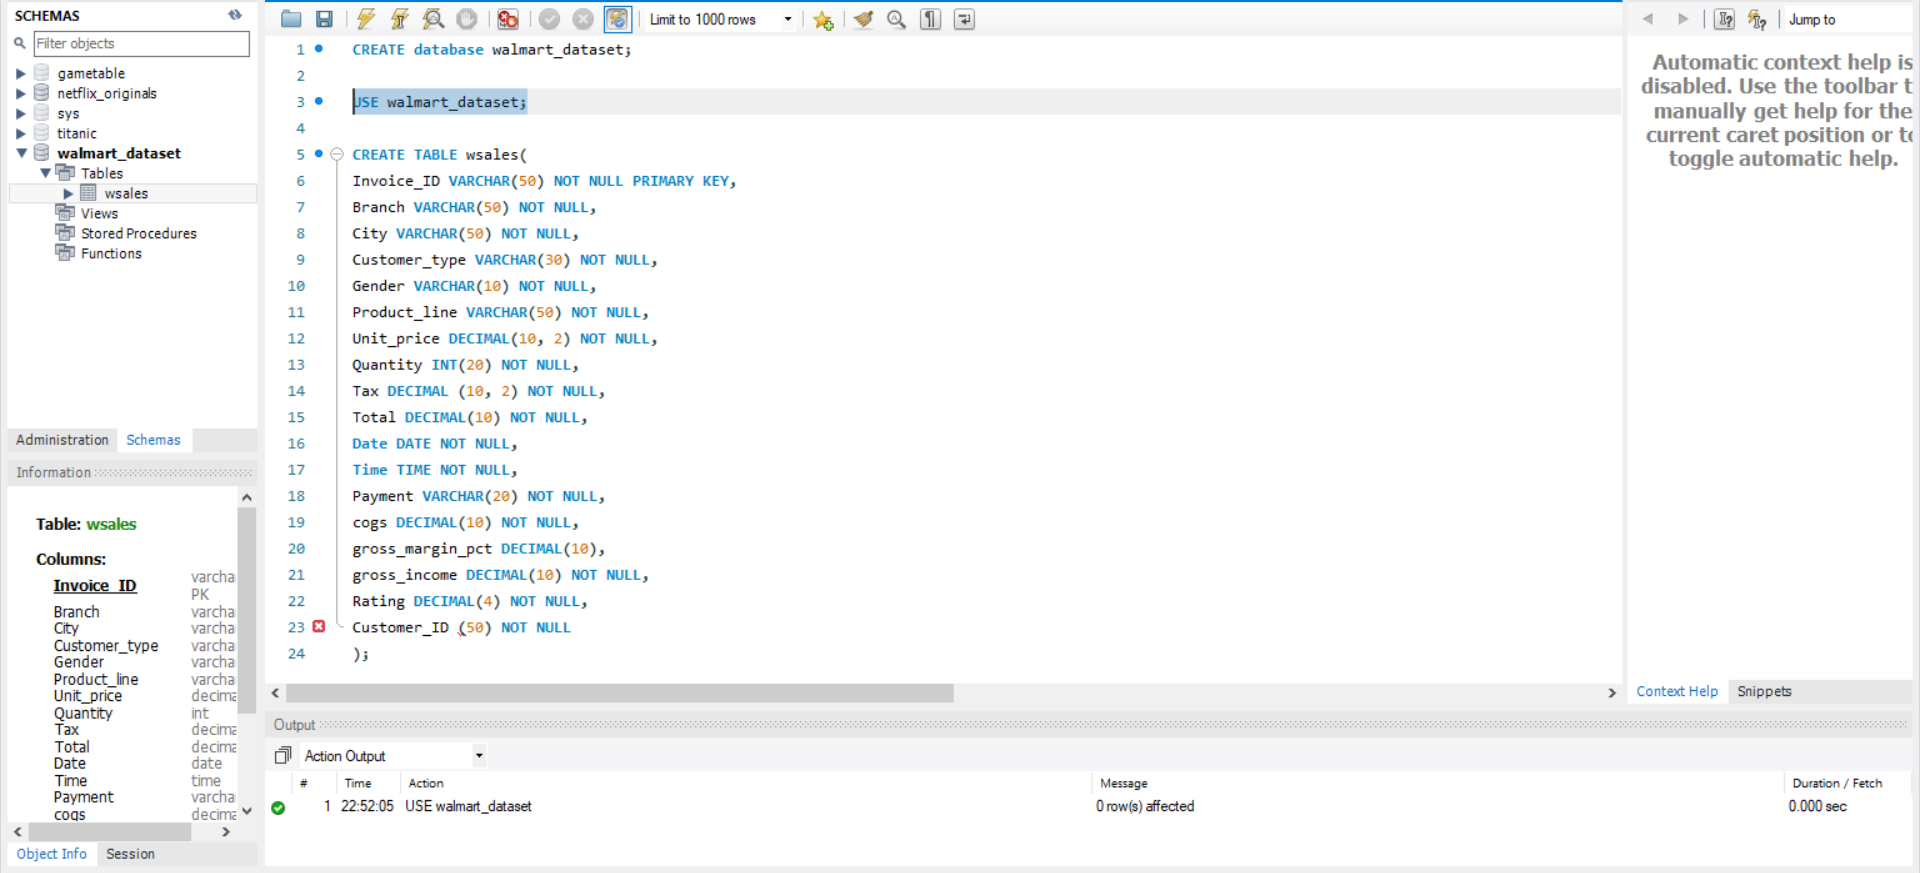 SCHEMAS
Filter objects
gametable
netflix_originals
sys
titanic
walmart_dataset
Tables
wsales
Views
Stored Procedures
Functions
Administration Schemas
Information
Table: wsales
Columns:
Invoice_ID varcha
PK
Branch varcha
City varcha
Customer_type varcha
Gender varcha
Product_line varcha
Unit_price decima
Quantity int
Tax decima
Total decima
Date date
Time time
Payment varcha
cogs decima
Object Info Session
Limit to 1000 rows
1 CREATE database walmart_dataset;
2
3 USE walmart_dataset;
4
5 CREATE TABLE wsales(
6 Invoice_ID VARCHAR(50) NOT NULL PRIMARY KEY,
7 Branch VARCHAR(50) NOT NULL,
8 City VARCHAR(50) NOT NULL,
9 Customer_type VARCHAR(30) NOT NULL,
10 Gender VARCHAR(10) NOT NULL,
11 Product_line VARCHAR(50) NOT NULL,
12 Unit_price DECIMAL(10, 2) NOT NULL,
13 Quantity INT(20) NOT NULL,
14 Tax DECIMAL (10, 2) NOT NULL,
15 Total DECIMAL(10) NOT NULL,
16 Date DATE NOT NULL,
17 Time TIME NOT NULL,
18 Payment VARCHAR(20) NOT NULL,
19 cogs DECIMAL(10) NOT NULL,
20 gross_margin_pct DECIMAL(10),
21 gross_income DECIMAL(10) NOT NULL,
22 Rating DECIMAL(4) NOT NULL,
23 Customer_ID (50) NOT NULL
24 );
Output
Action Output
# Time Action Message Duration / Fetch
1 22:52:05 USE walmart_dataset 0 row(s) affected 0.000 sec
Jump to
Automatic context help is
disabled. Use the toolbar t
manually get help for the
current caret position or to
toggle automatic help.
Context Help Snippets